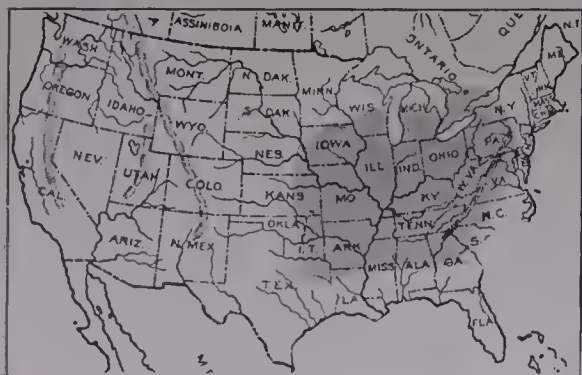 ASSINIBOIA
MAN.
ONTARIO
QUE
N.B.
WASH
MONT.
N. DAK.
MINN
ME.
VT.
N.H.
OREGON
IDAHO
WYO.
S. DAK.
WIS
MICH
N.Y
MASS
NEV.
UTAH
COLO.
NEB
IOWA
ILL
IND.
OHIO
PA.
W.VA
VA.
CAL
KANS
MO
KY
ARIZ.
N.MEX
OKLA
I.T.
ARK
TENN
N.C.
S.C.
TEX.
LA.
MISS
ALA
GA.
FLA